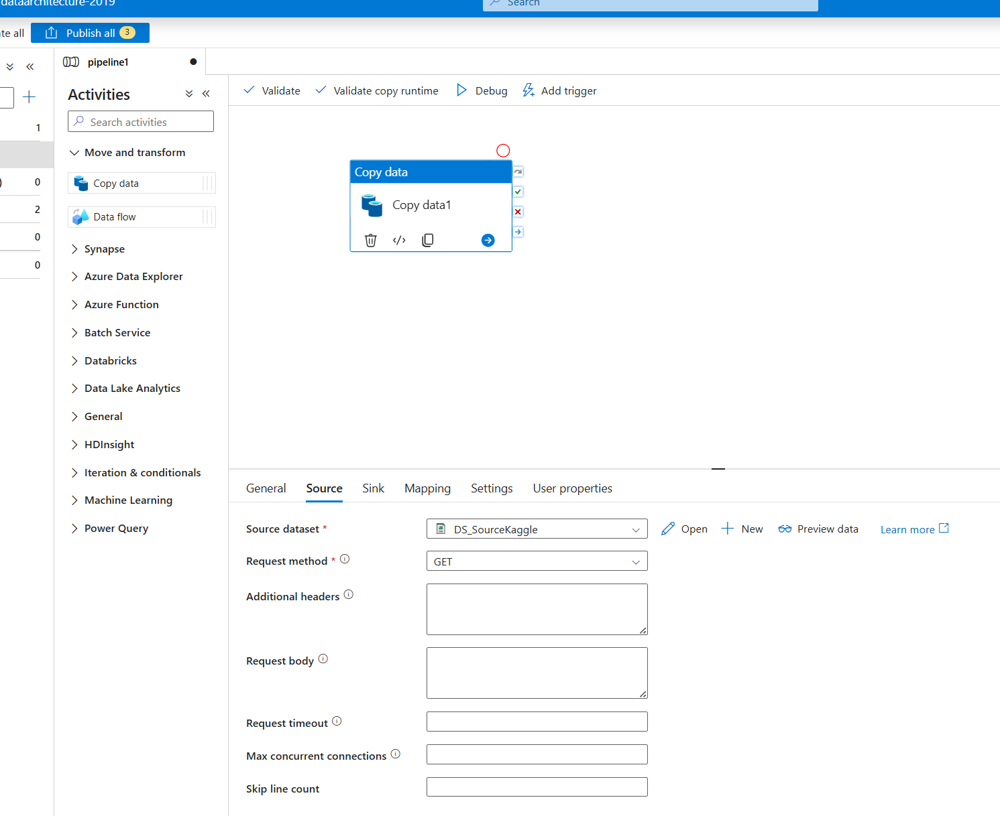 -dataarchitecture-2019
Search
te all
Publish all 3
pipeline1
Activities
Search activities
1
)
0
2
0
0
Move and transform
Copy data
Data flow
Synapse
Azure Data Explorer
Azure Function
Batch Service
Databricks
Data Lake Analytics
General
HDInsight
Iteration & conditionals
Machine Learning
Power Query
Validate
Validate copy runtime
Debug
Add trigger
Copy data
Copy data1
General
Source
Sink
Mapping
Settings
User properties
Source dataset *
DS_SourceKaggle
Open
New
Preview data
Learn more
Request method *
GET
Additional headers
Request body
Request timeout
Max concurrent connections
Skip line count